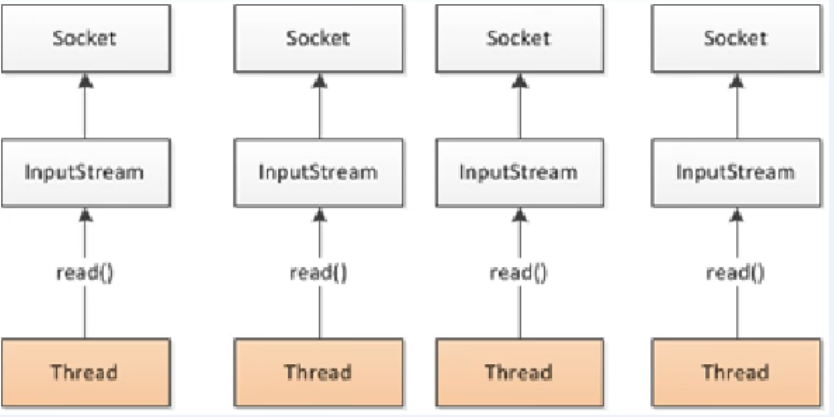 Socket
Socket
Socket
Socket
InputStream
InputStream
InputStream
InputStream
read()
read()
read()
read()
Thread
Thread
Thread
Thread